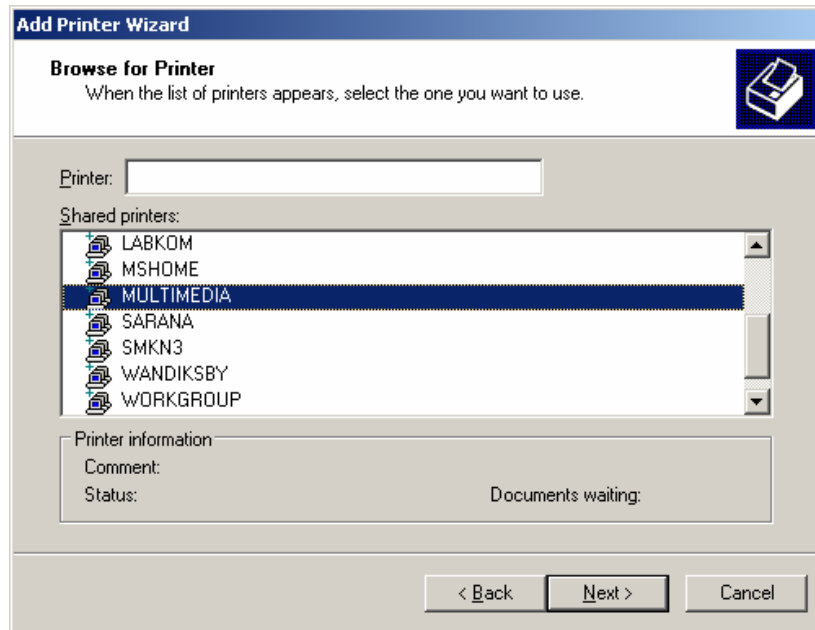 Add Printer Wizard
Browse for Printer
When the list of printers appears, select the one you want to use.
Printer:
Shared printers:
LABKOM
MSHOME
MULTIMEDIA
SARANA
SMKN3
WANDIKSBY
WORKGROUP
Printer information
Comment:
Status: Documents waiting:
< Back Next > Cancel